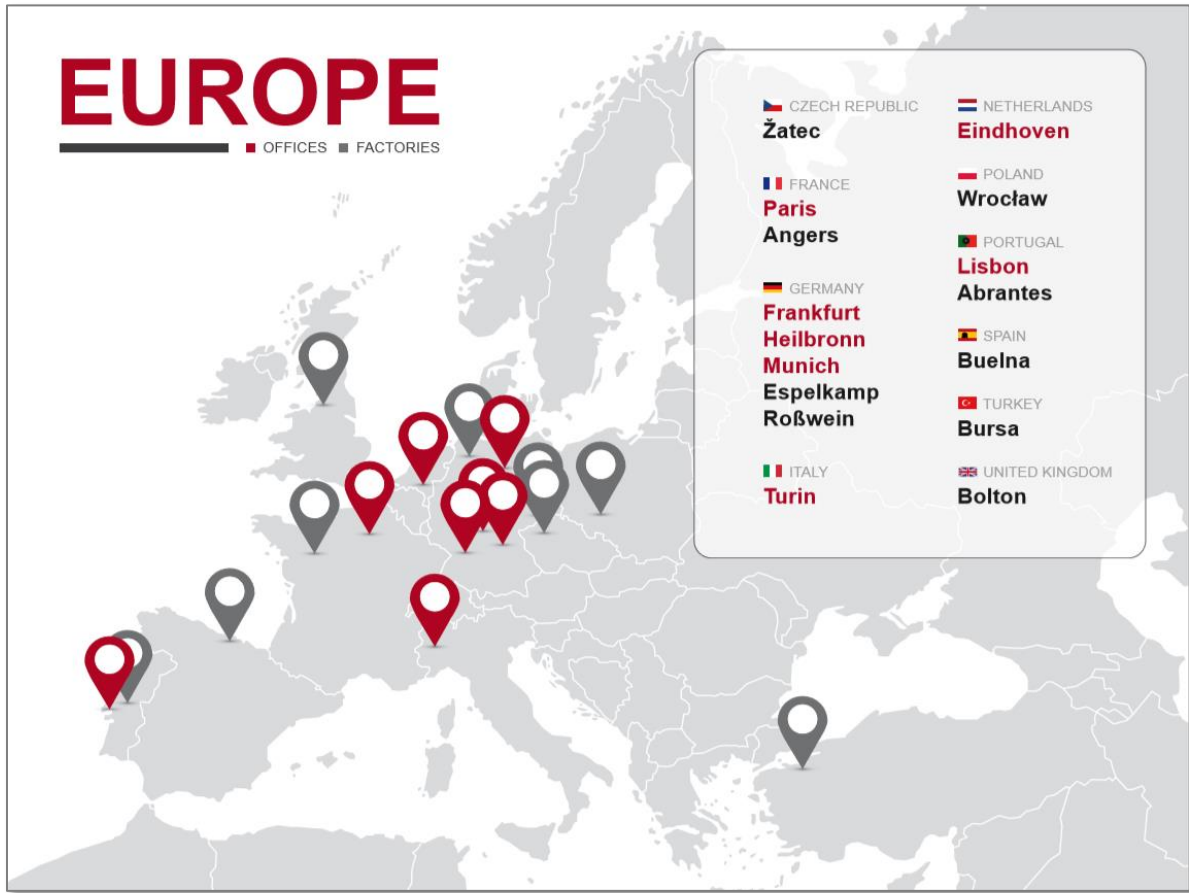 EUROPE
OFFICES FACTORIES
CZECH REPUBLIC
Žatec
FRANCE
Paris
Angers
GERMANY
Frankfurt
Heilbronn
Munich
Espelkamp
Roßwein
ITALY
Turin
NETHERLANDS
Eindhoven
POLAND
Wrocław
PORTUGAL
Lisbon
Abrantes
SPAIN
Buelna
TURKEY
Bursa
UNITED KINGDOM
Bolton